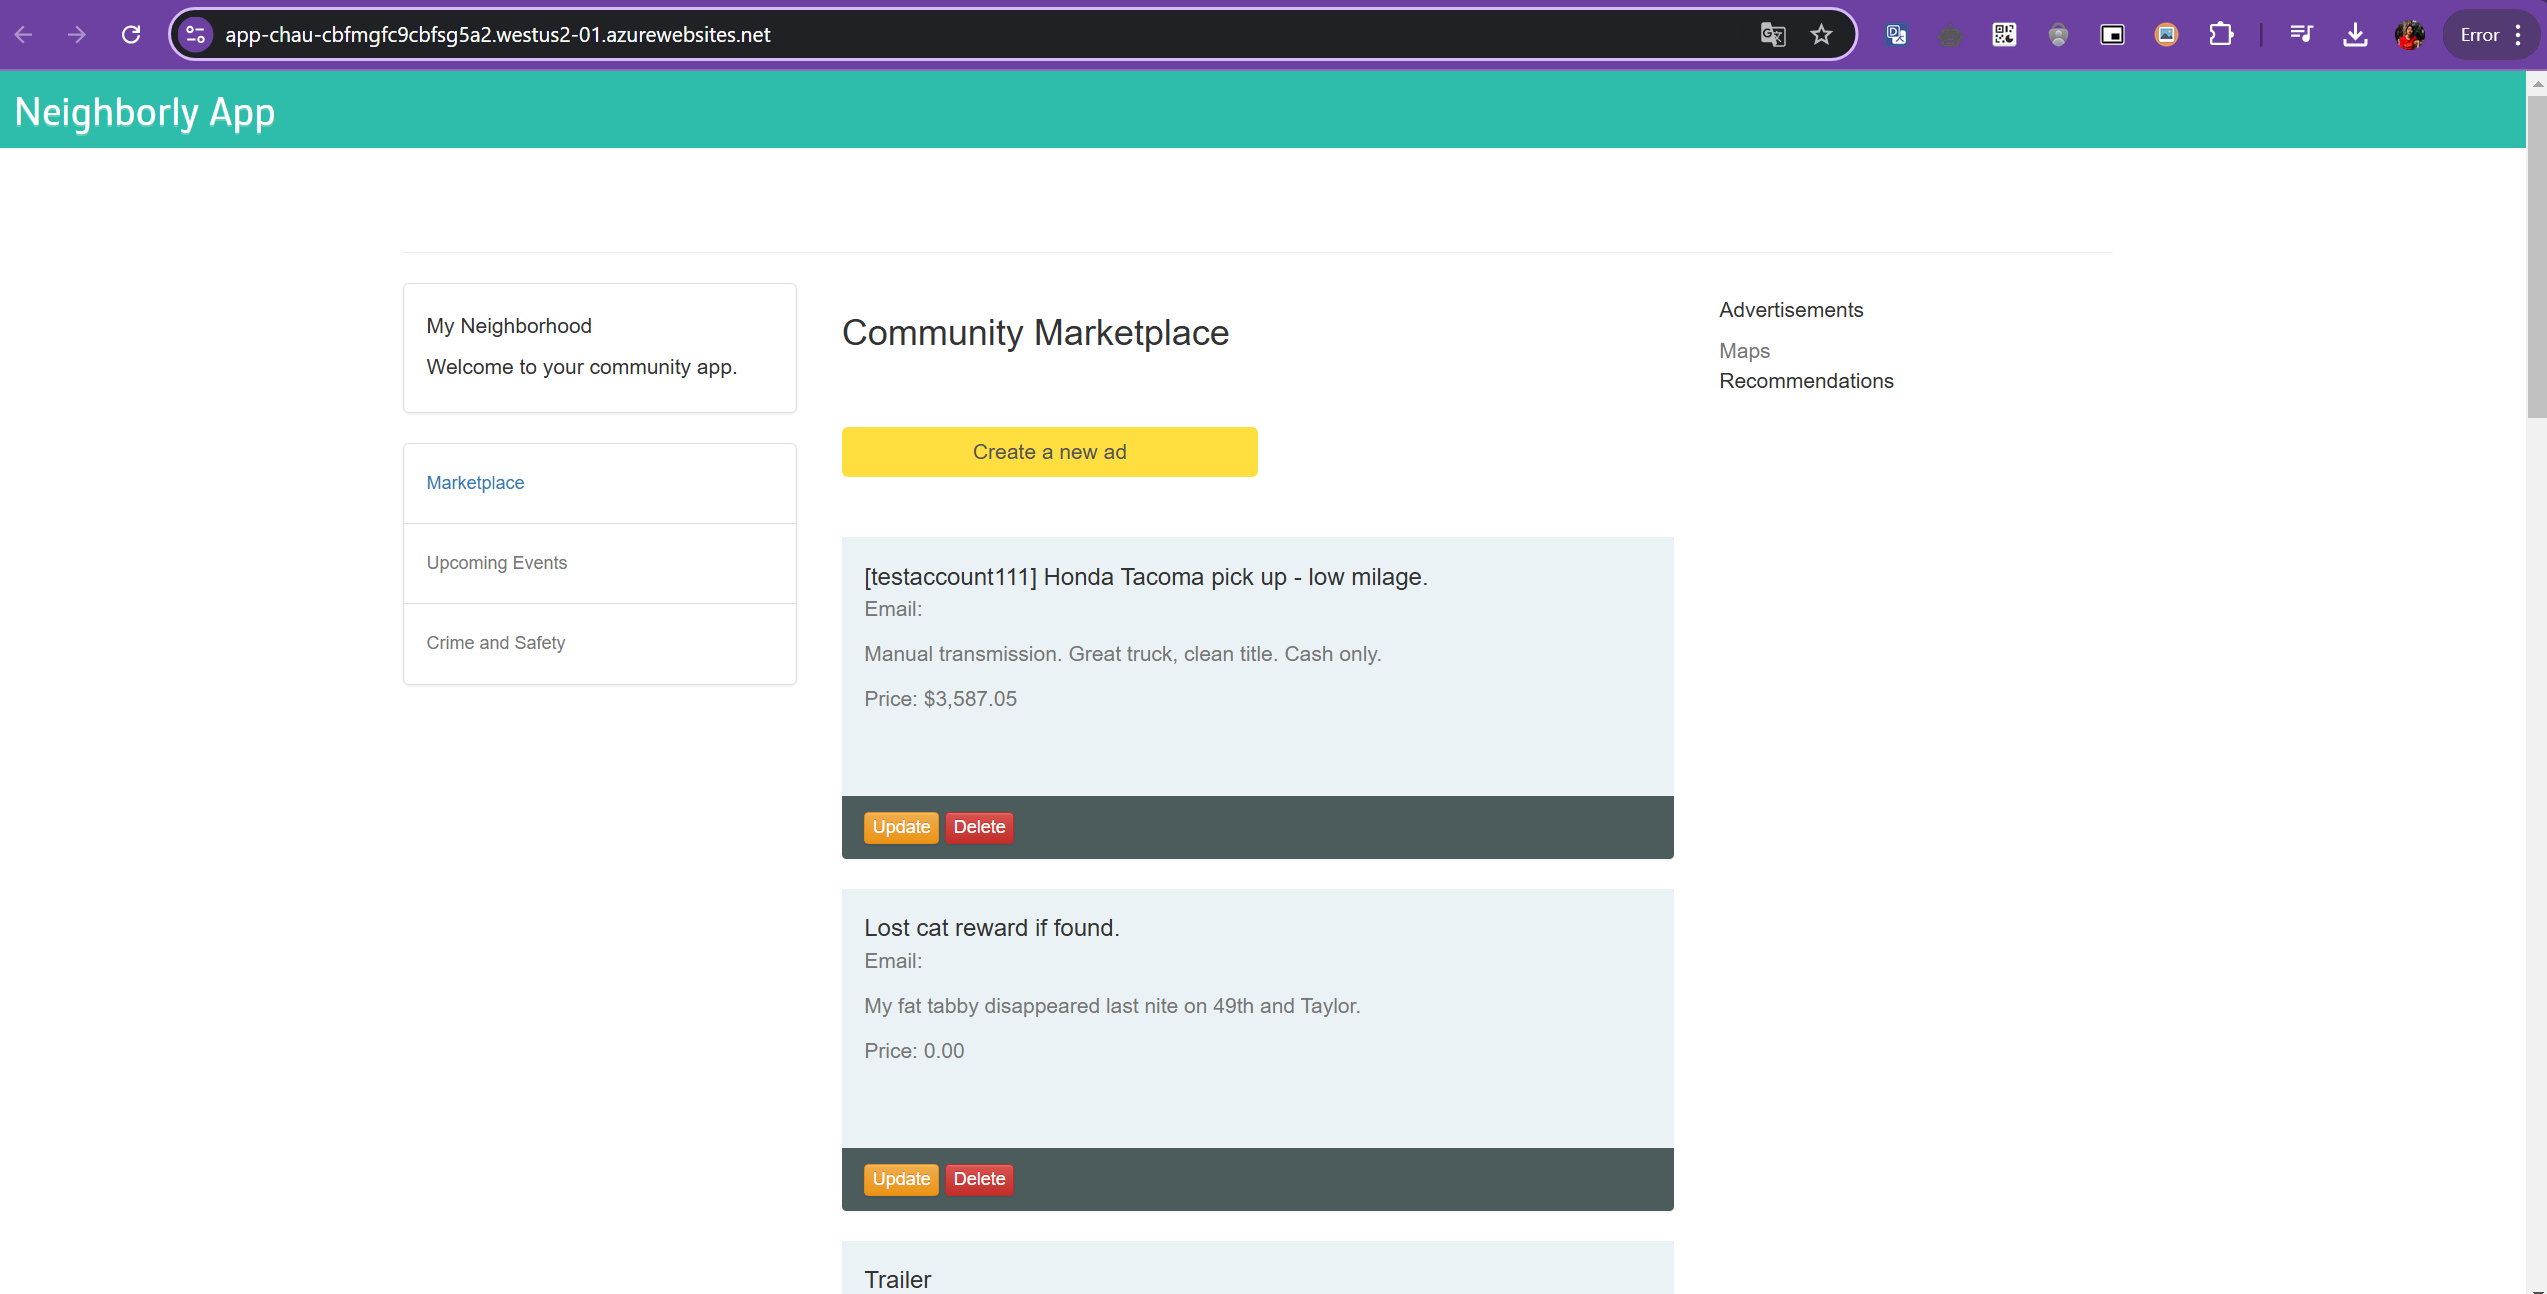 app-chau-cbfmgfc9cbfsg5a2.westus2-01.azurewebsites.net
Error
Neighborly App
My Neighborhood
Welcome to your community app.
Marketplace
Upcoming Events
Crime and Safety
Community Marketplace
Create a new ad
[testaccount111] Honda Tacoma pick up - low milage.
Email:
Manual transmission. Great truck, clean title. Cash only.
Price: $3,587.05
Update Delete
Lost cat reward if found.
Email:
My fat tabby disappeared last nite on 49th and Taylor.
Price: 0.00
Update Delete
Trailer
Advertisements
Maps
Recommendations